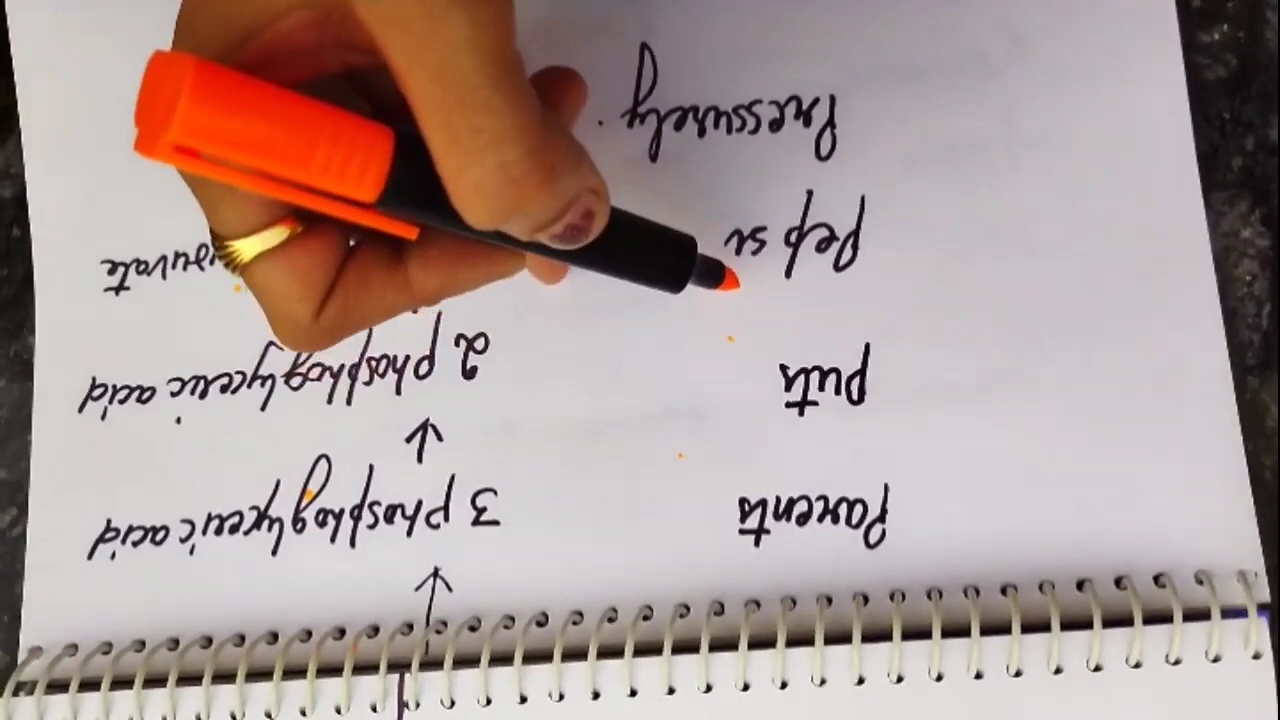 Parents 3 phosphoglyceric acid
puts 2 phosphoglyceric acid
Pepsi
Pressurely.